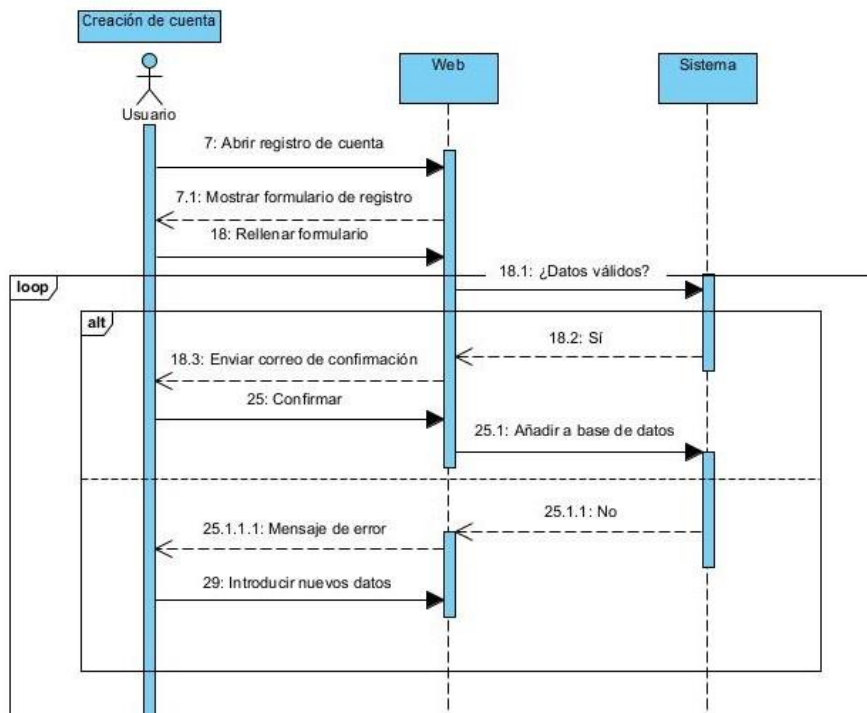 Creación de cuenta
Web
Sistema
Usuario
7: Abrir registro de cuenta
7.1: Mostrar formulario de registro
18: Rellenar formulario
18.1: ¿Datos válidos?
loop
alt
18.2: Sí
18.3: Enviar correo de confirmación
25: Confirmar
25.1: Añadir a base de datos
25.1.1: No
25.1.1.1: Mensaje de error
29: Introducir nuevos datos